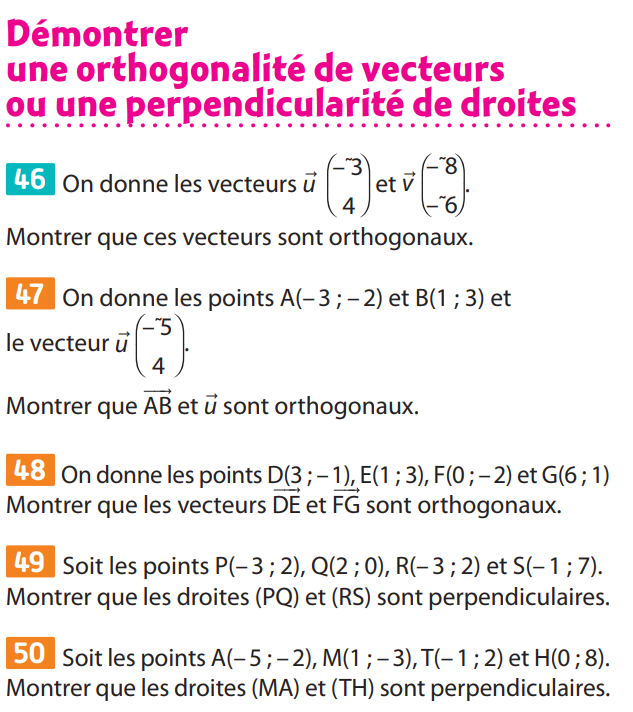 Démontrer
une orthogonalité de vecteurs
ou une perpendicularité de droites
46 On donne les vecteurs u⃗ (−˜3 4) et v⃗ (−˜8 −˜6).
Montrer que ces vecteurs sont orthogonaux.
47 On donne les points A(– 3 ; – 2) et B(1 ; 3) et
le vecteur u⃗ (−˜5 4).
Montrer que AB⃗ et u⃗ sont orthogonaux.
48 On donne les points D(3 ; – 1), E(1 ; 3), F(0 ; – 2) et G(6 ; 1)
Montrer que les vecteurs DE⃗ et FG⃗ sont orthogonaux.
49 Soit les points P(– 3 ; 2), Q(2 ; 0), R(– 3 ; 2) et S(– 1 ; 7).
Montrer que les droites (PQ) et (RS) sont perpendiculaires.
50 Soit les points A(– 5 ; – 2), M(1 ; – 3), T(– 1 ; 2) et H(0 ; 8).
Montrer que les droites (MA) et (TH) sont perpendiculaires.